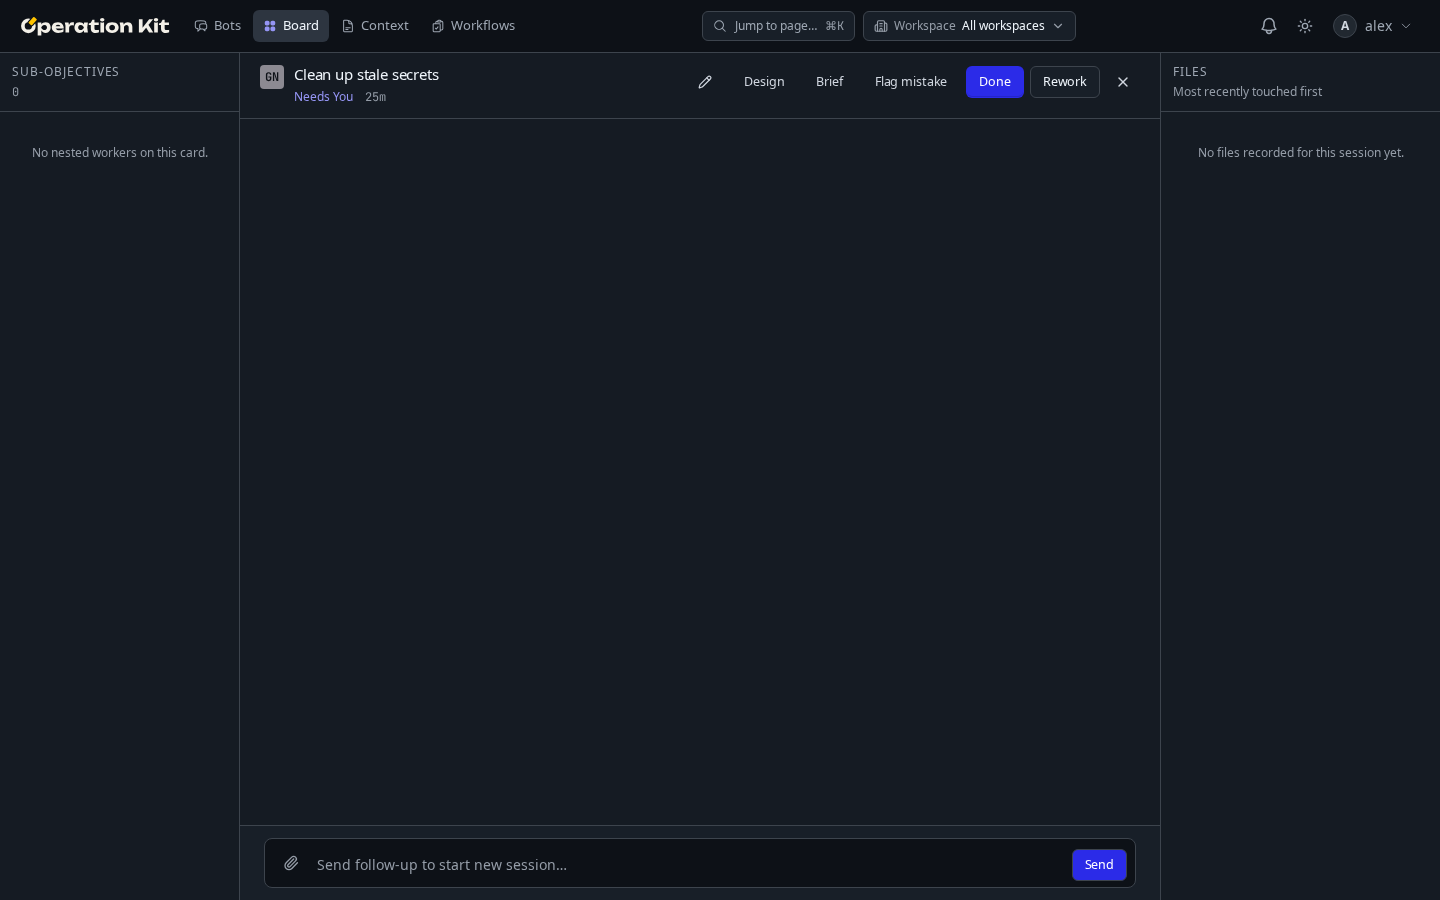 Operation Kit
Bots
Board
Context
Workflows
Jump to page... ⌘K
Workspace All workspaces
A alex
SUB-OBJECTIVES
0
No nested workers on this card.
GN Clean up stale secrets
Needs You 25m
Design
Brief
Flag mistake
Done
Rework
Send follow-up to start new session...
Send
FILES
Most recently touched first
No files recorded for this session yet.